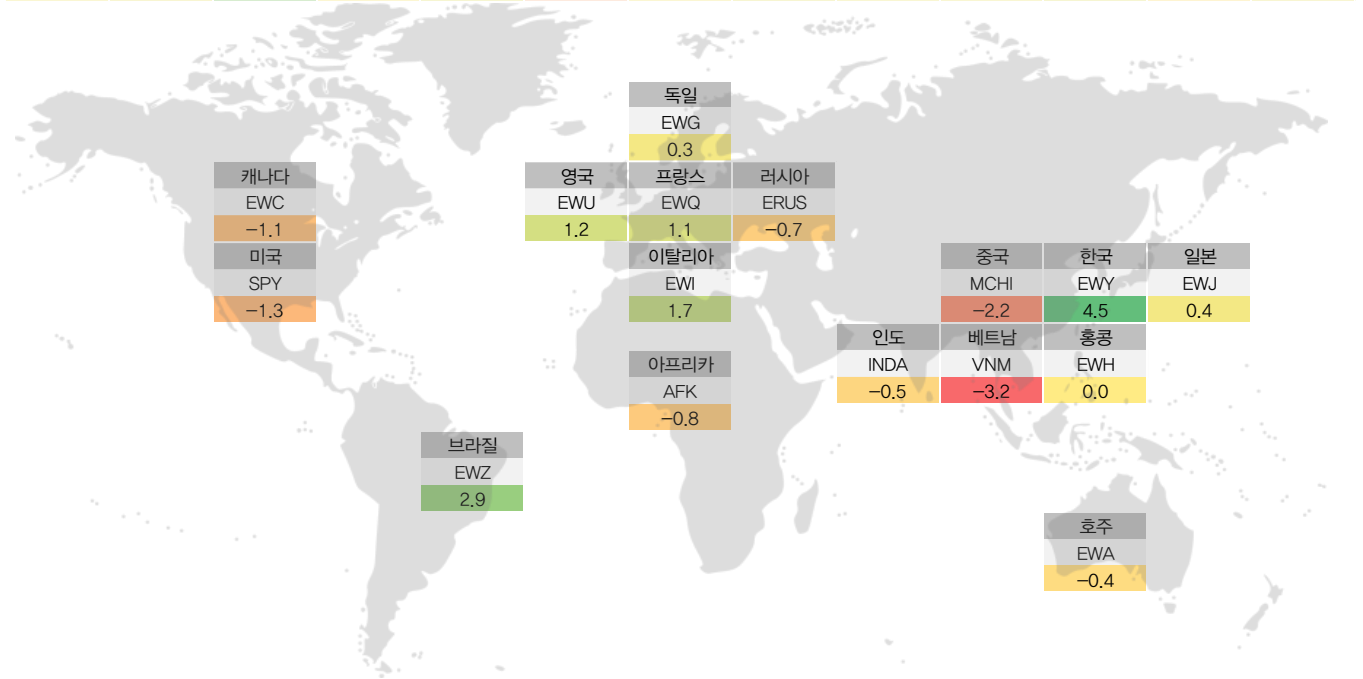 독일
EWG
0.3
캐나다
EWC
-1.1
미국
SPY
-1.3
영국 프랑스 러시아
EWU EWQ ERUS
1.2 1.1 -0.7
이탈리아
EWI
1.7
중국 한국 일본
MCHI EWY EWJ
-2.2 4.5 0.4
인도 베트남 홍콩
INDA VNM EWH
-0.5 -3.2 0.0
아프리카
AFK
-0.8
브라질
EWZ
2.9
호주
EWA
-0.4